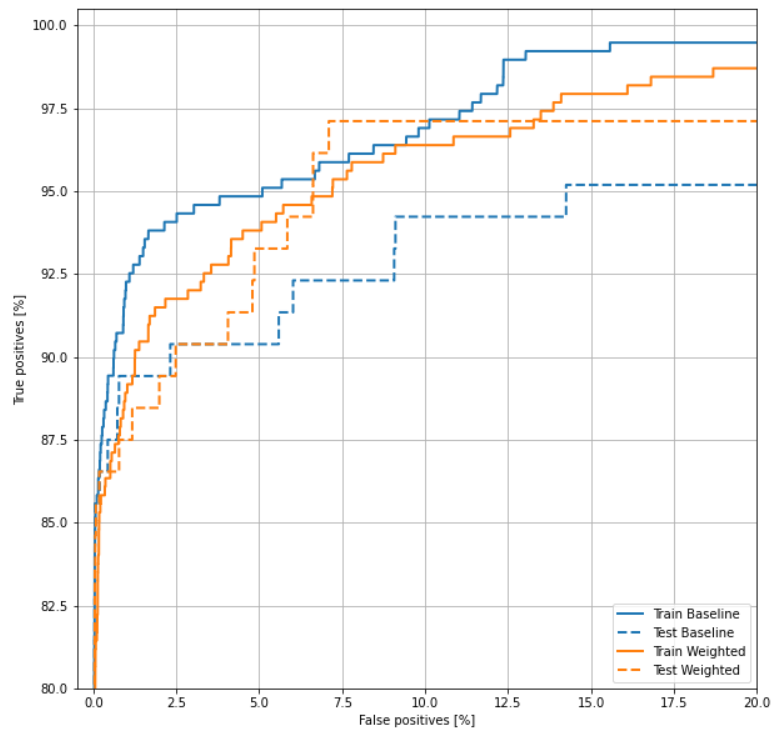 100.0
97.5
95.0
92.5
90.0
87.5
85.0
82.5
80.0
True positives [%]
0.0 2.5 5.0 7.5 10.0 12.5 15.0 17.5 20.0
False positives [%]
Train Baseline
Test Baseline
Train Weighted
Test Weighted